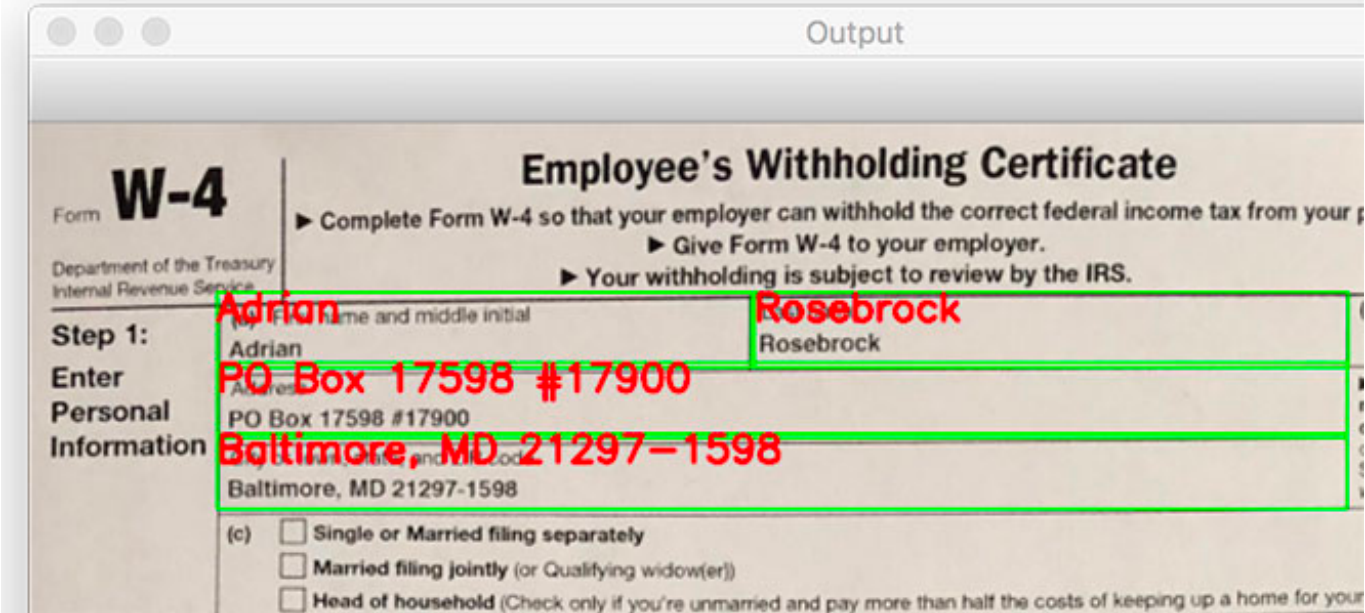 Output
Employee's Withholding Certificate
Form W-4
▶ Complete Form W-4 so that your employer can withhold the correct federal income tax from your
▶ Give Form W-4 to your employer.
Department of the Treasury
▶ Your withholding is subject to review by the IRS.
Internal Revenue Service
Adrian
Rosebrock
name and middle initial
Step 1:
Adrian
Rosebrock
Enter
PO Box 17598 #17900
Address
Personal
PO Box 17598 #17900
Information
Baltimore, MD 21297-1598
Baltimore, MD 21297-1598
(c) Single or Married filing separately
Married filing jointly (or Qualifying widow(er))
Head of household (Check only if you're unmarried and pay more than half the costs of keeping up a home for your